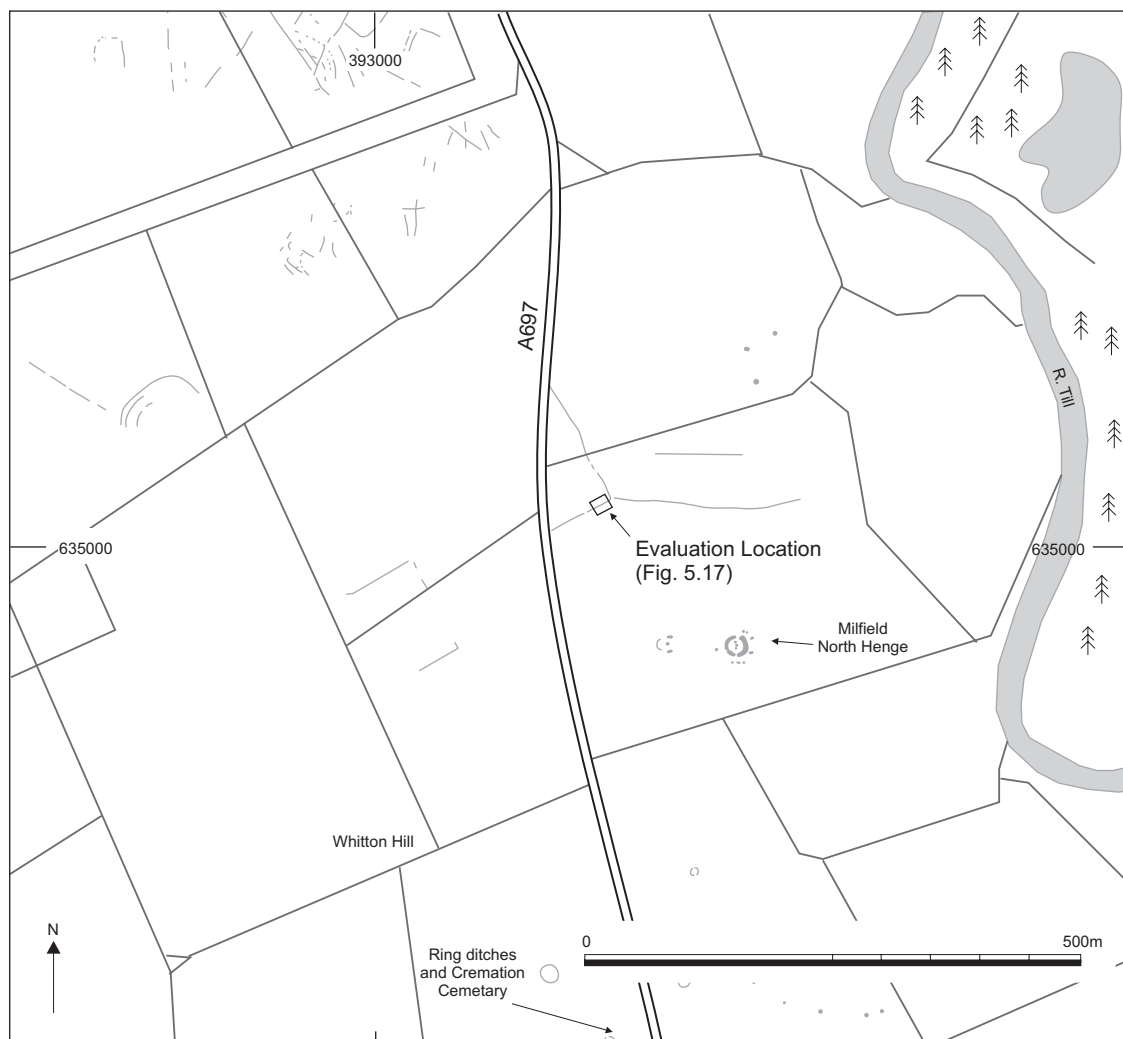 393000
A697
R. Till
635000
635000
Evaluation Location
(Fig. 5.17)
Milfield
North Henge
Whitton Hill
N
0
500m
Ring ditches
and Cremation
Cemetary